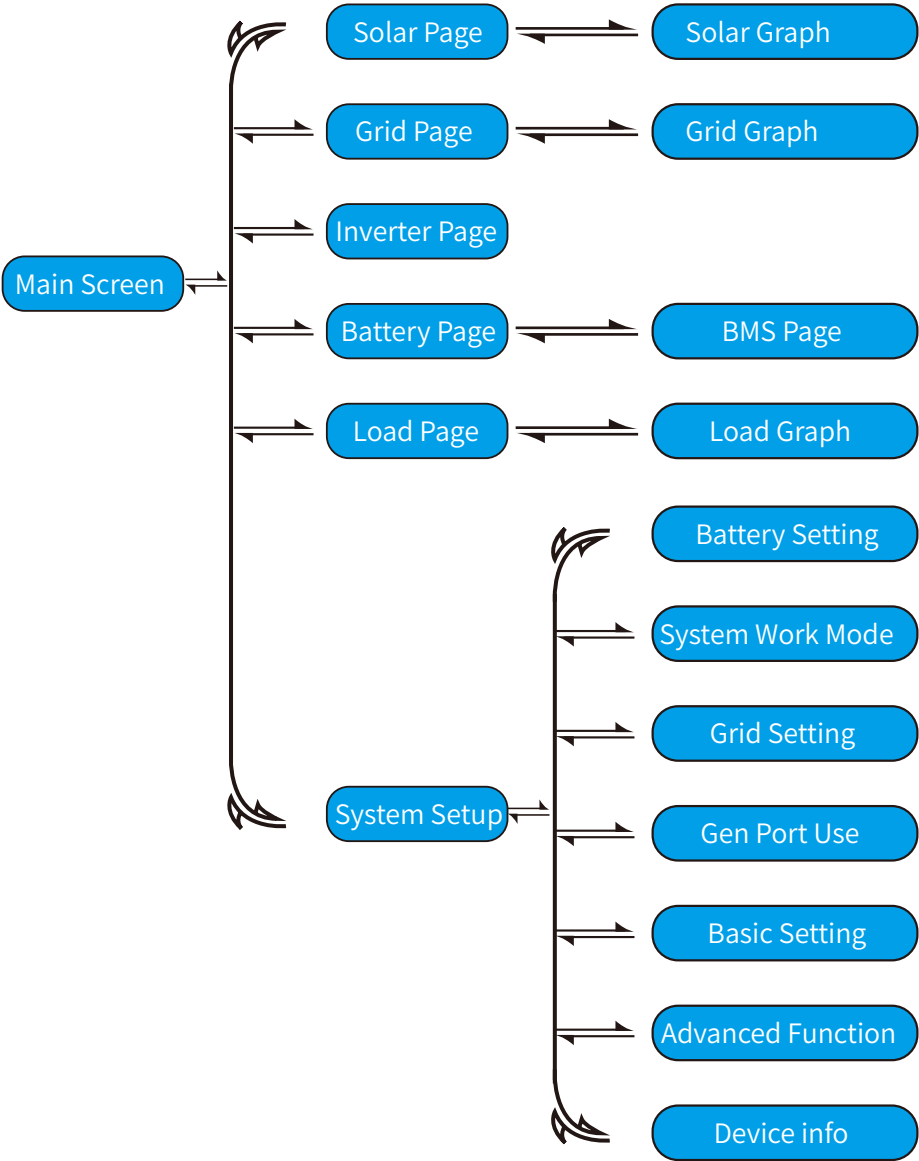 Solar Page
Solar Graph
Grid Page
Grid Graph
Inverter Page
Main Screen
Battery Page
BMS Page
Load Page
Load Graph
Battery Setting
System Work Mode
Grid Setting
System Setup
Gen Port Use
Basic Setting
Advanced Function
Device info